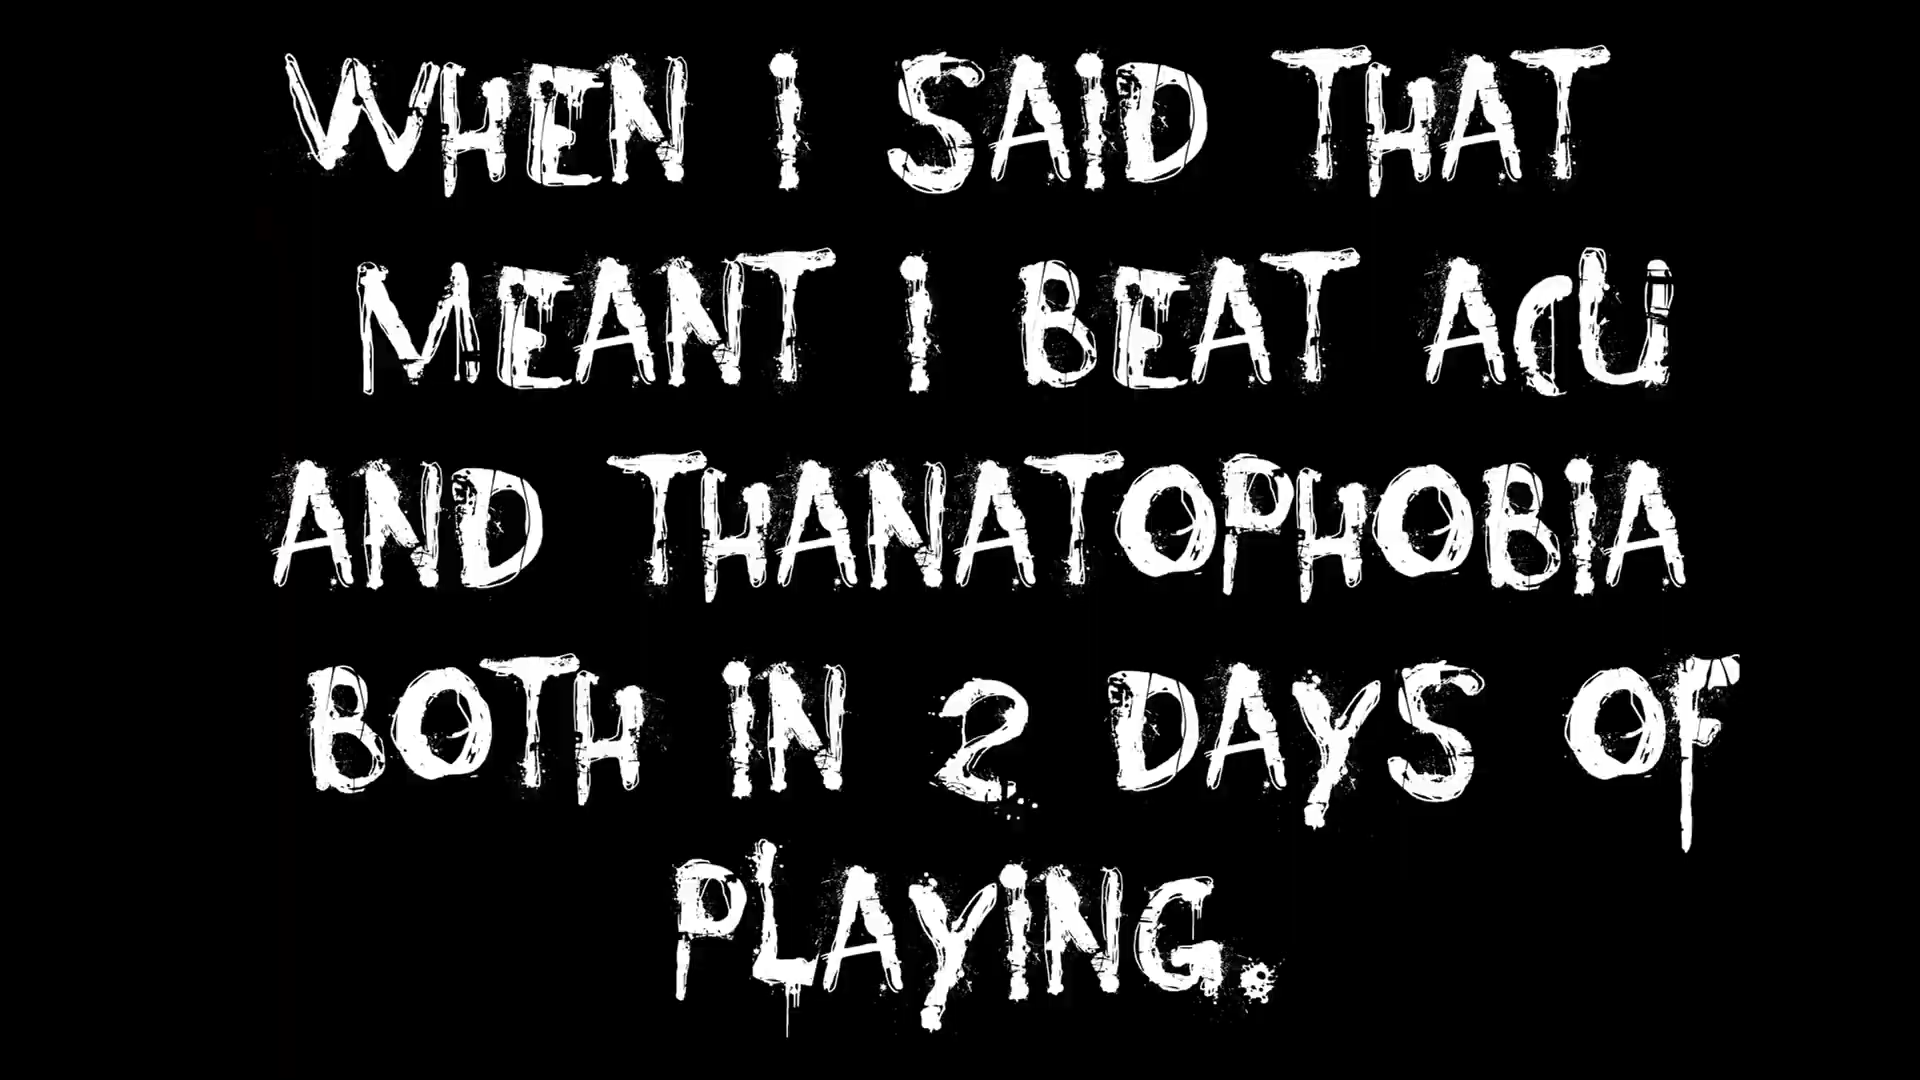 WHEN I SAID THAT
MEANT I BEAT ACU
AND THANATOPHOBIA
BOTH IN 2 DAYS OF
PLAYING.